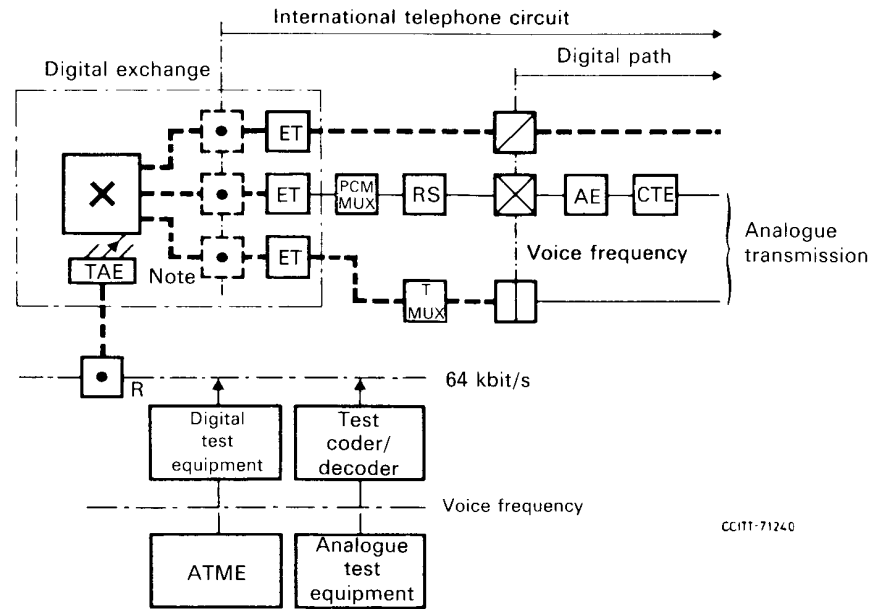 International telephone circuit
Digital path
Digital exchange
ET
ET
PCM
MUX
RS
AE
CTE
Analogue
transmission
Voice frequency
ET
Note
TAE
T
MUX
R
64 kbit/s
Digital
test
equipment
Test
coder/
decoder
Voice frequency
ATME
Analogue
test
equipment
CCITT-71240